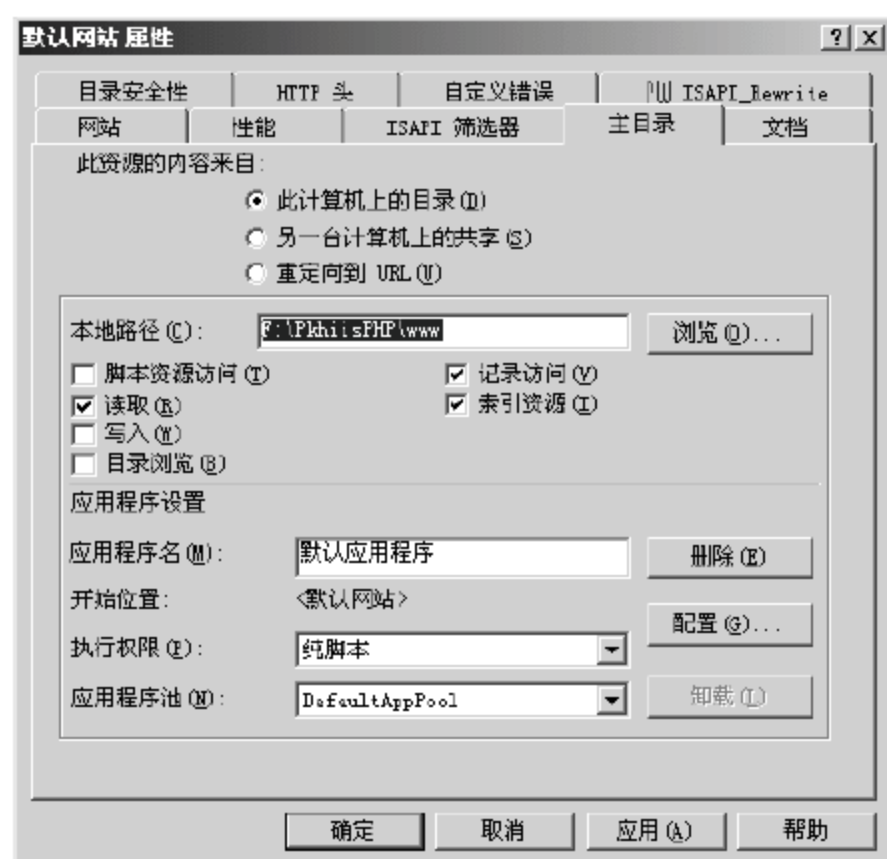 默认网站 属性
目录安全性 HTTP 头 自定义错误 ISAPI_Rewrite
网站 性能 ISAPI 筛选器 主目录 文档
此资源的内容来自:
此计算机上的目录(D)
另一台计算机上的共享(S)
重定向到 URL(U)
本地路径(C): F:\PkhiisPHP\www 浏览(O)...
脚本资源访问(T) 记录访问(V)
读取(R) 索引资源(I)
写入(W)
目录浏览(B)
应用程序设置
应用程序名(M): 默认应用程序 删除(E)
开始位置: <默认网站>
配置(G)...
执行权限(P): 纯脚本
应用程序池(N): DefaultAppPool 卸载(L)
确定 取消 应用(A) 帮助